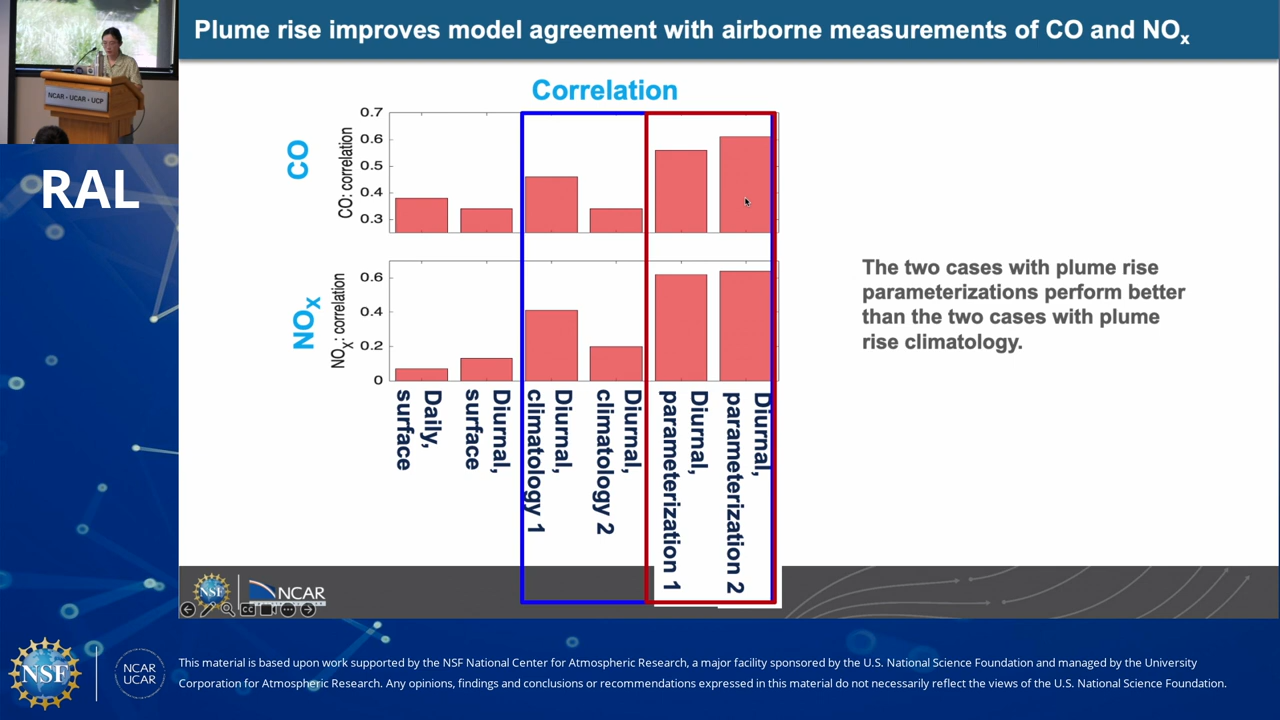 Plume rise improves model agreement with airborne measurements of CO and NOx
NCAR • UCAR • UCP
RAL
Correlation
CO
CO: correlation
0.7
0.6
0.5
0.4
0.3
NOX
NOX: correlation
0.6
0.4
0.2
0
Daily,
surface
Diurnal,
surface
Diurnal,
climatology 1
Diurnal,
climatology 2
Diurnal,
parameterization 1
Diurnal,
parameterization 2
The two cases with plume rise
parameterizations perform better
than the two cases with plume
rise climatology.
NSF
NCAR
CC
NSF
NCAR
UCAR
This material is based upon work supported by the NSF National Center for Atmospheric Research, a major facility sponsored by the U.S. National Science Foundation and managed by the University
Corporation for Atmospheric Research. Any opinions, findings and conclusions or recommendations expressed in this material do not necessarily reflect the views of the U.S. National Science Foundation.